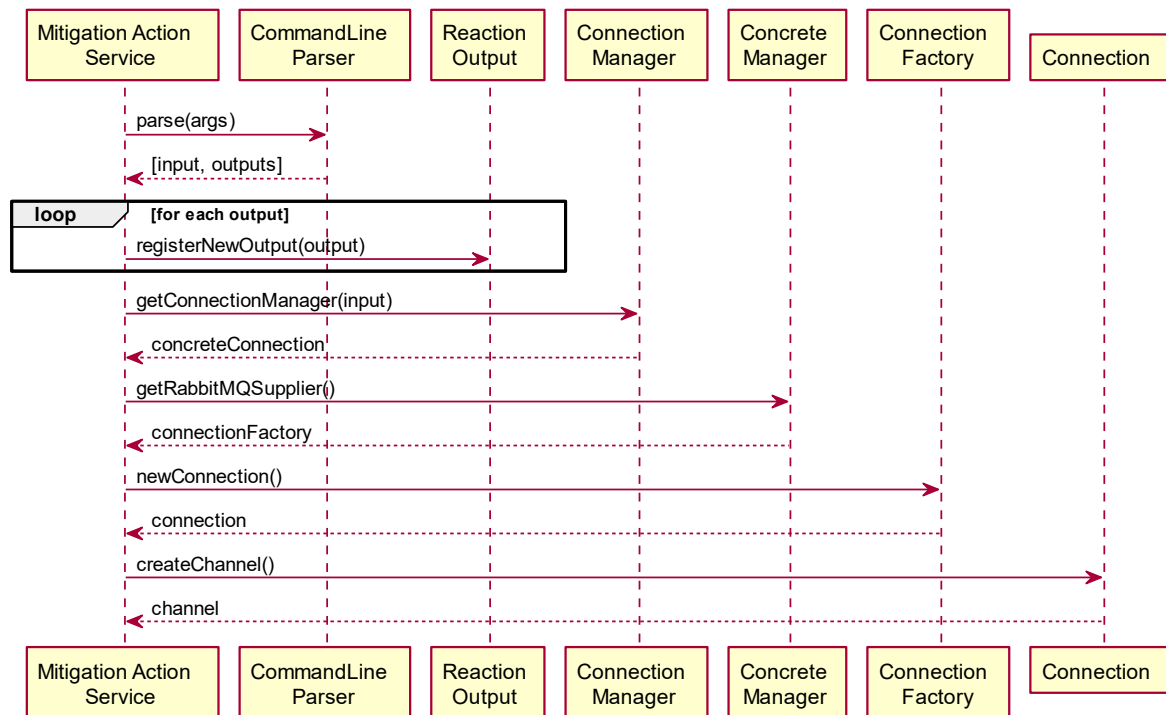 Mitigation Action
Service
CommandLine
Parser
Reaction
Output
Connection
Manager
Concrete
Manager
Connection
Factory
Connection
parse(args)
[input, outputs]
loop
[for each output]
registerNewOutput(output)
getConnectionManager(input)
concreteConnection
getRabbitMQSupplier()
connectionFactory
newConnection()
connection
createChannel()
channel
Mitigation Action
Service
CommandLine
Parser
Reaction
Output
Connection
Manager
Concrete
Manager
Connection
Factory
Connection